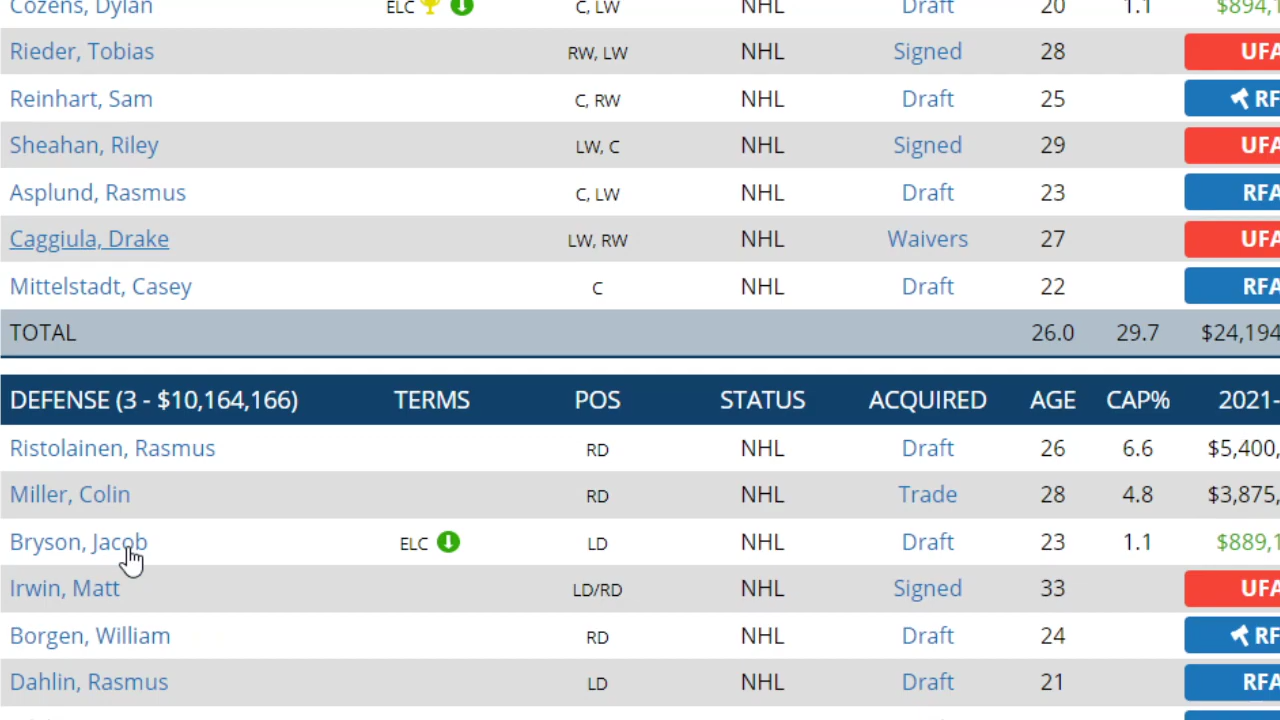 Cozens, Dylan ELC C, LW NHL Draft 20 1.1 $894,1
Rieder, Tobias RW, LW NHL Signed 28 UFA
Reinhart, Sam C, RW NHL Draft 25 RF
Sheahan, Riley LW, C NHL Signed 29 UFA
Asplund, Rasmus C, LW NHL Draft 23 RFA
Caggiula, Drake LW, RW NHL Waivers 27 UFA
Mittelstadt, Casey C NHL Draft 22 RFA
TOTAL 26.0 29.7 $24,194
DEFENSE (3 - $10,164,166) TERMS POS STATUS ACQUIRED AGE CAP% 2021-
Ristolainen, Rasmus RD NHL Draft 26 6.6 $5,400,
Miller, Colin RD NHL Trade 28 4.8 $3,875,
Bryson, Jacob ELC LD NHL Draft 23 1.1 $889,1
Irwin, Matt LD/RD NHL Signed 33 UFA
Borgen, William RD NHL Draft 24 RF
Dahlin, Rasmus LD NHL Draft 21 RFA